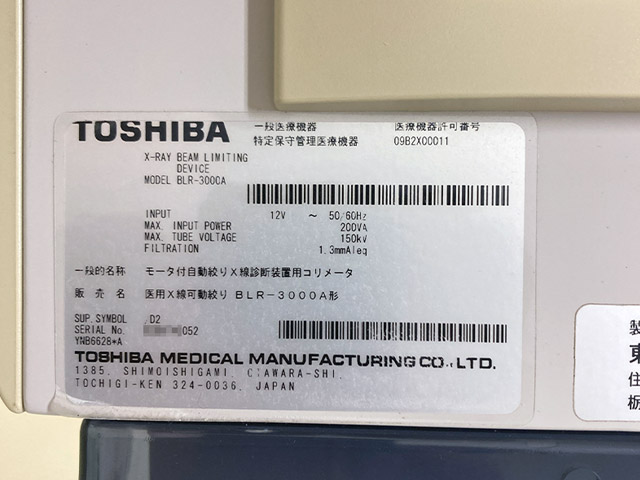 TOSHIBA
一般医療機器
特定保守管理医療機器
医療機器許可番号
09B2X00011
X-RAY BEAM LIMITING
DEVICE
MODEL BLR-3000A
INPUT 12V ~ 50/60Hz
MAX. INPUT POWER 200VA
MAX. TUBE VOLTAGE 150kV
FILTRATION 1.3mmAleq
一般的名称 モータ付自動絞りX線診断装置用コリメータ
販売名 医用X線可動絞り BLR-3000A形
SUP. SYMBOL D2
SERIAL No. 052
YNB6628*A
TOSHIBA MEDICAL MANUFACTURING CO., LTD.
1385, SHIMOISHIGAMI, OTAWARA-SHI,
TOCHIGI-KEN 324-0036, JAPAN
製
東
住
栃